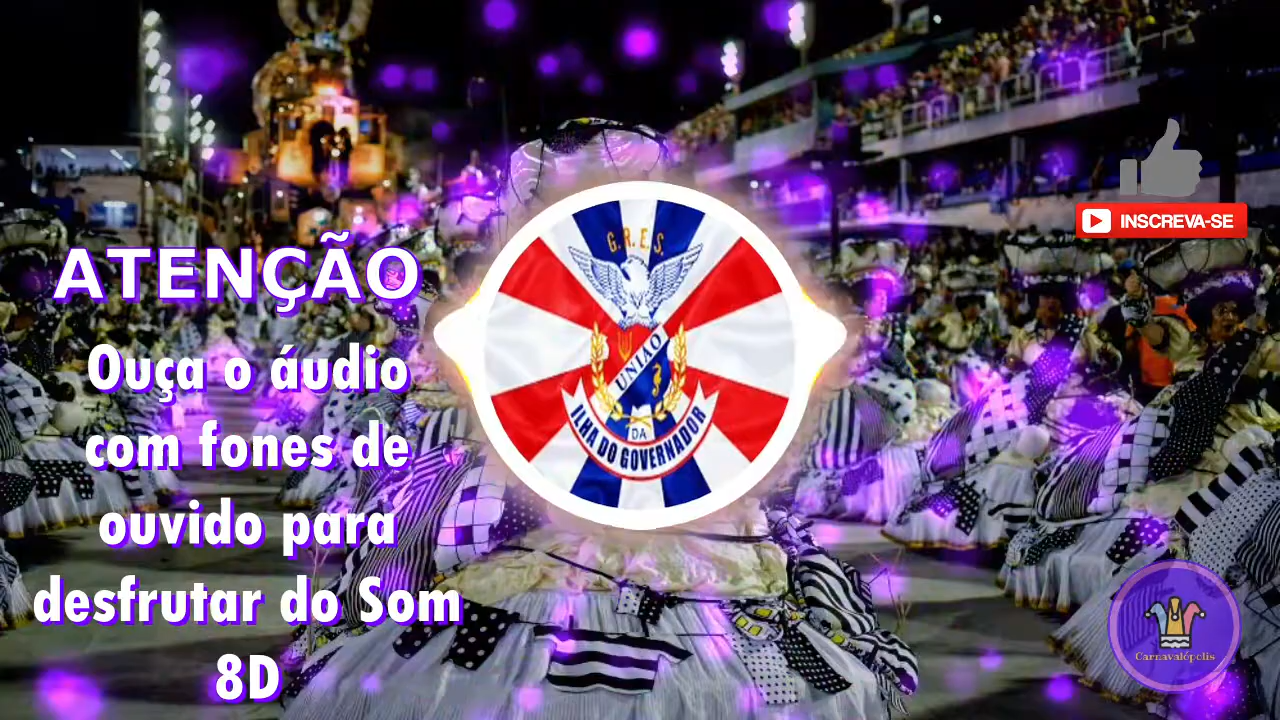 ATENÇÃO
Ouça o áudio
com fones de
ouvido para
desfrutar do Som
8D
G.R.E.S.
UNIÃO
DA
ILHA DO GOVERNADOR
INSCREVA-SE
Carnavalópolis